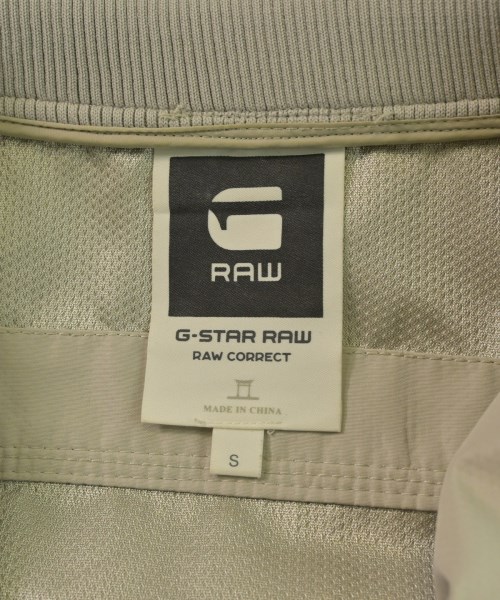 RAW
G-STAR RAW
RAW CORRECT
MADE IN CHINA
S